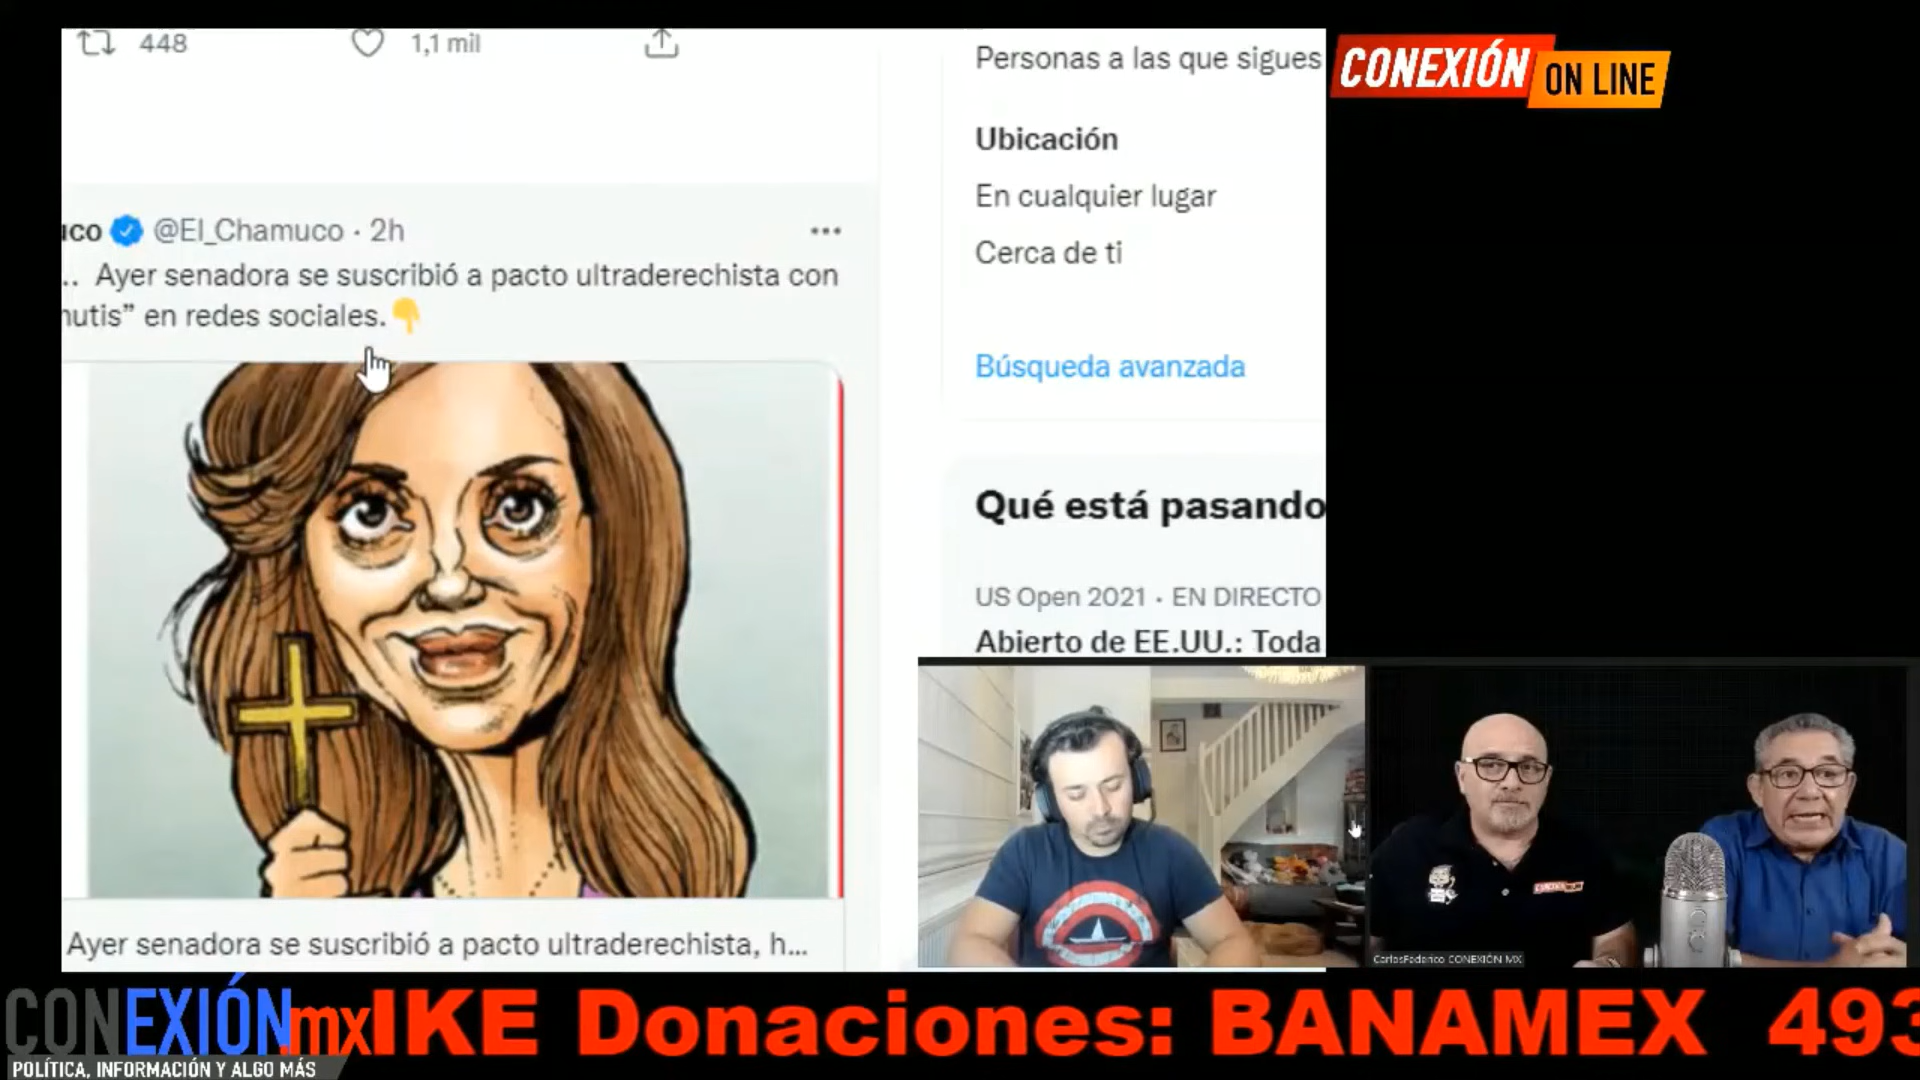 448 1,1 mil
uco @El_Chamuco · 2h
.. Ayer senadora se suscribió a pacto ultraderechista con
nutis” en redes sociales.
Ayer senadora se suscribió a pacto ultraderechista, h...
Personas a las que sigues
Ubicación
En cualquier lugar
Cerca de ti
Búsqueda avanzada
Qué está pasando
US Open 2021 · EN DIRECTO
Abierto de EE.UU.: Toda
CONEXIÓN
ON LINE
CarlosFederico CONEXIÓN MX
CONEXIÓN.mx
POLÍTICA, INFORMACIÓN Y ALGO MÁS
IKE Donaciones: BANAMEX 493